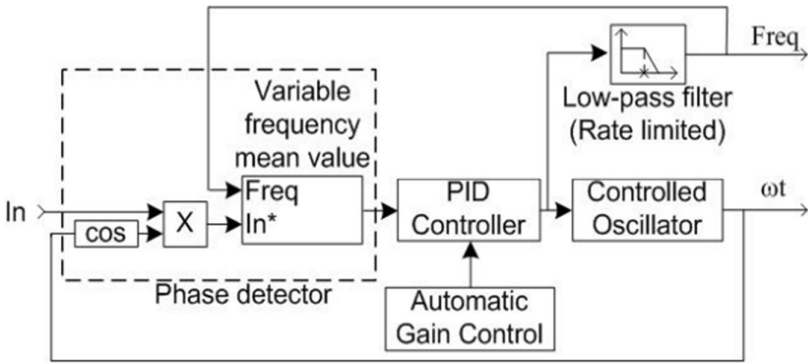 Freq
Low-pass filter
(Rate limited)
Variable
frequency
mean value
Freq
In*
In
cos
X
PID
Controller
Controlled
Oscillator
ωt
Phase detector
Automatic
Gain Control